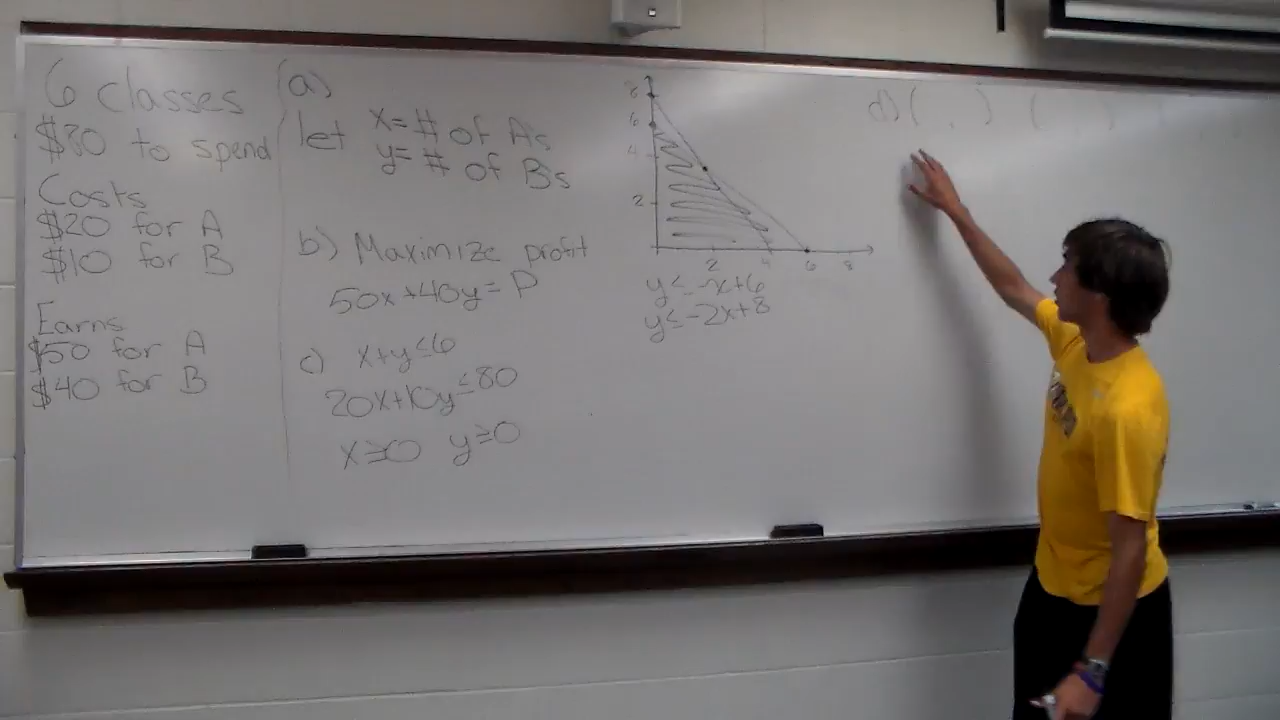 6 classes
$80 to spend
Costs
$20 for A
$10 for B
Earns
$50 for A
$40 for B
(a)
let x = # of A's
y = # of B's
b) Maximize profit
50x+40y=P
c) x+y≤6
20x+10y≤80
x≥0 y≥0
8
6
4
2
2 4 6 8
y≤-x+6
y≤-2x+8
d) ( , ) (